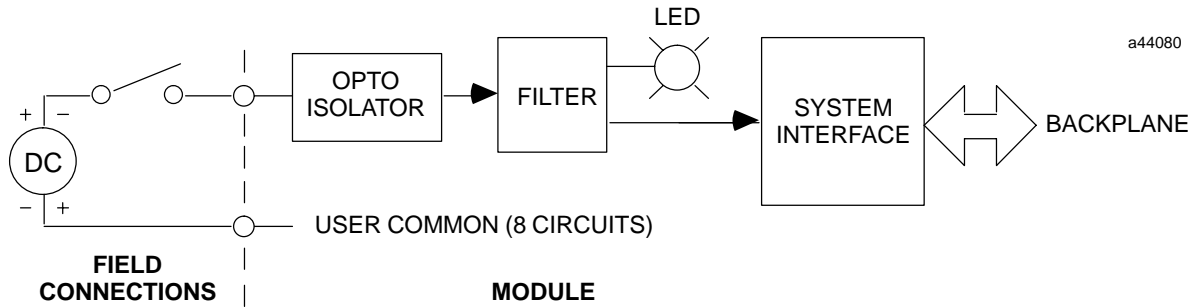 LED
a44080
OPTO
ISOLATOR
FILTER
SYSTEM
INTERFACE
BACKPLANE
+ −
DC
− +
USER COMMON (8 CIRCUITS)
FIELD
CONNECTIONS
MODULE